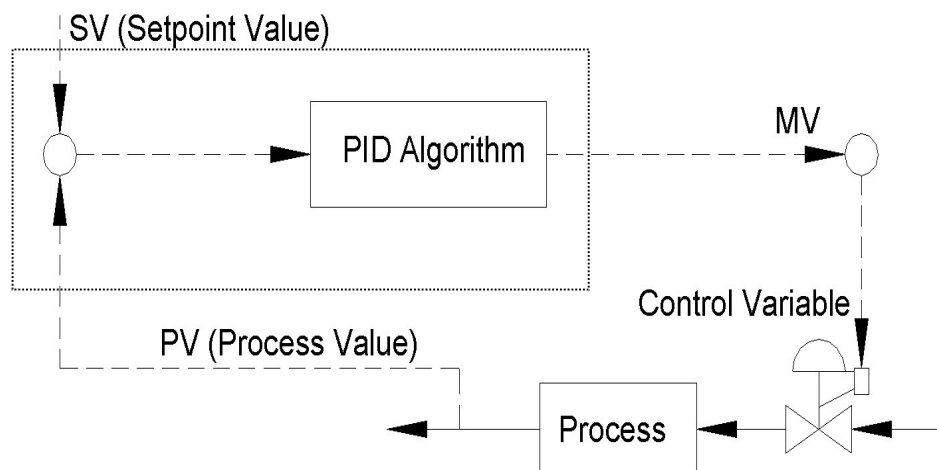 SV (Setpoint Value)
PID Algorithm
MV
Control Variable
PV (Process Value)
Process